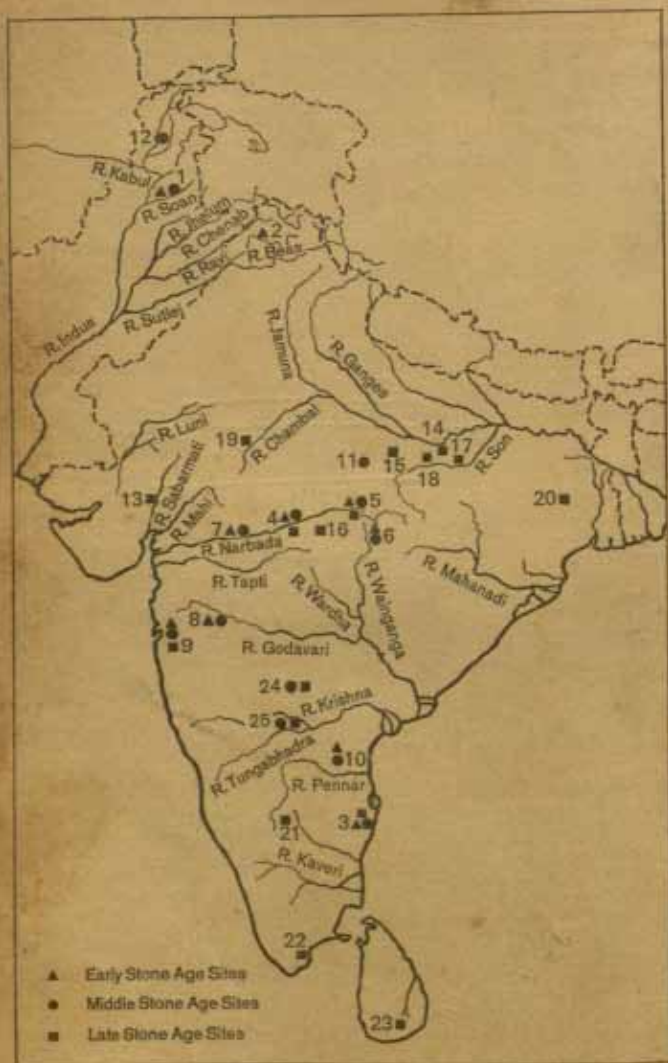 12
R. Kabul
1
R. Soan
R. Jhelum
R. Chenab
2
R. Ravi
R. Beas
R. Indus
R. Sutlej
R. Jamuna
R. Ganges
R. Luni
19
R. Chambal
14
17
11
15
18
R. Son
13
R. Sabarmati
R. Mahi
20
4
5
7
16
6
R. Narbada
R. Tapti
R. Wardha
R. Wainganga
R. Mahanadi
8
9
R. Godavari
24
R. Krishna
25
R. Tungabhadra
10
R. Pennar
21
3
R. Kaveri
22
23
▲ Early Stone Age Sites
● Middle Stone Age Sites
■ Late Stone Age Sites